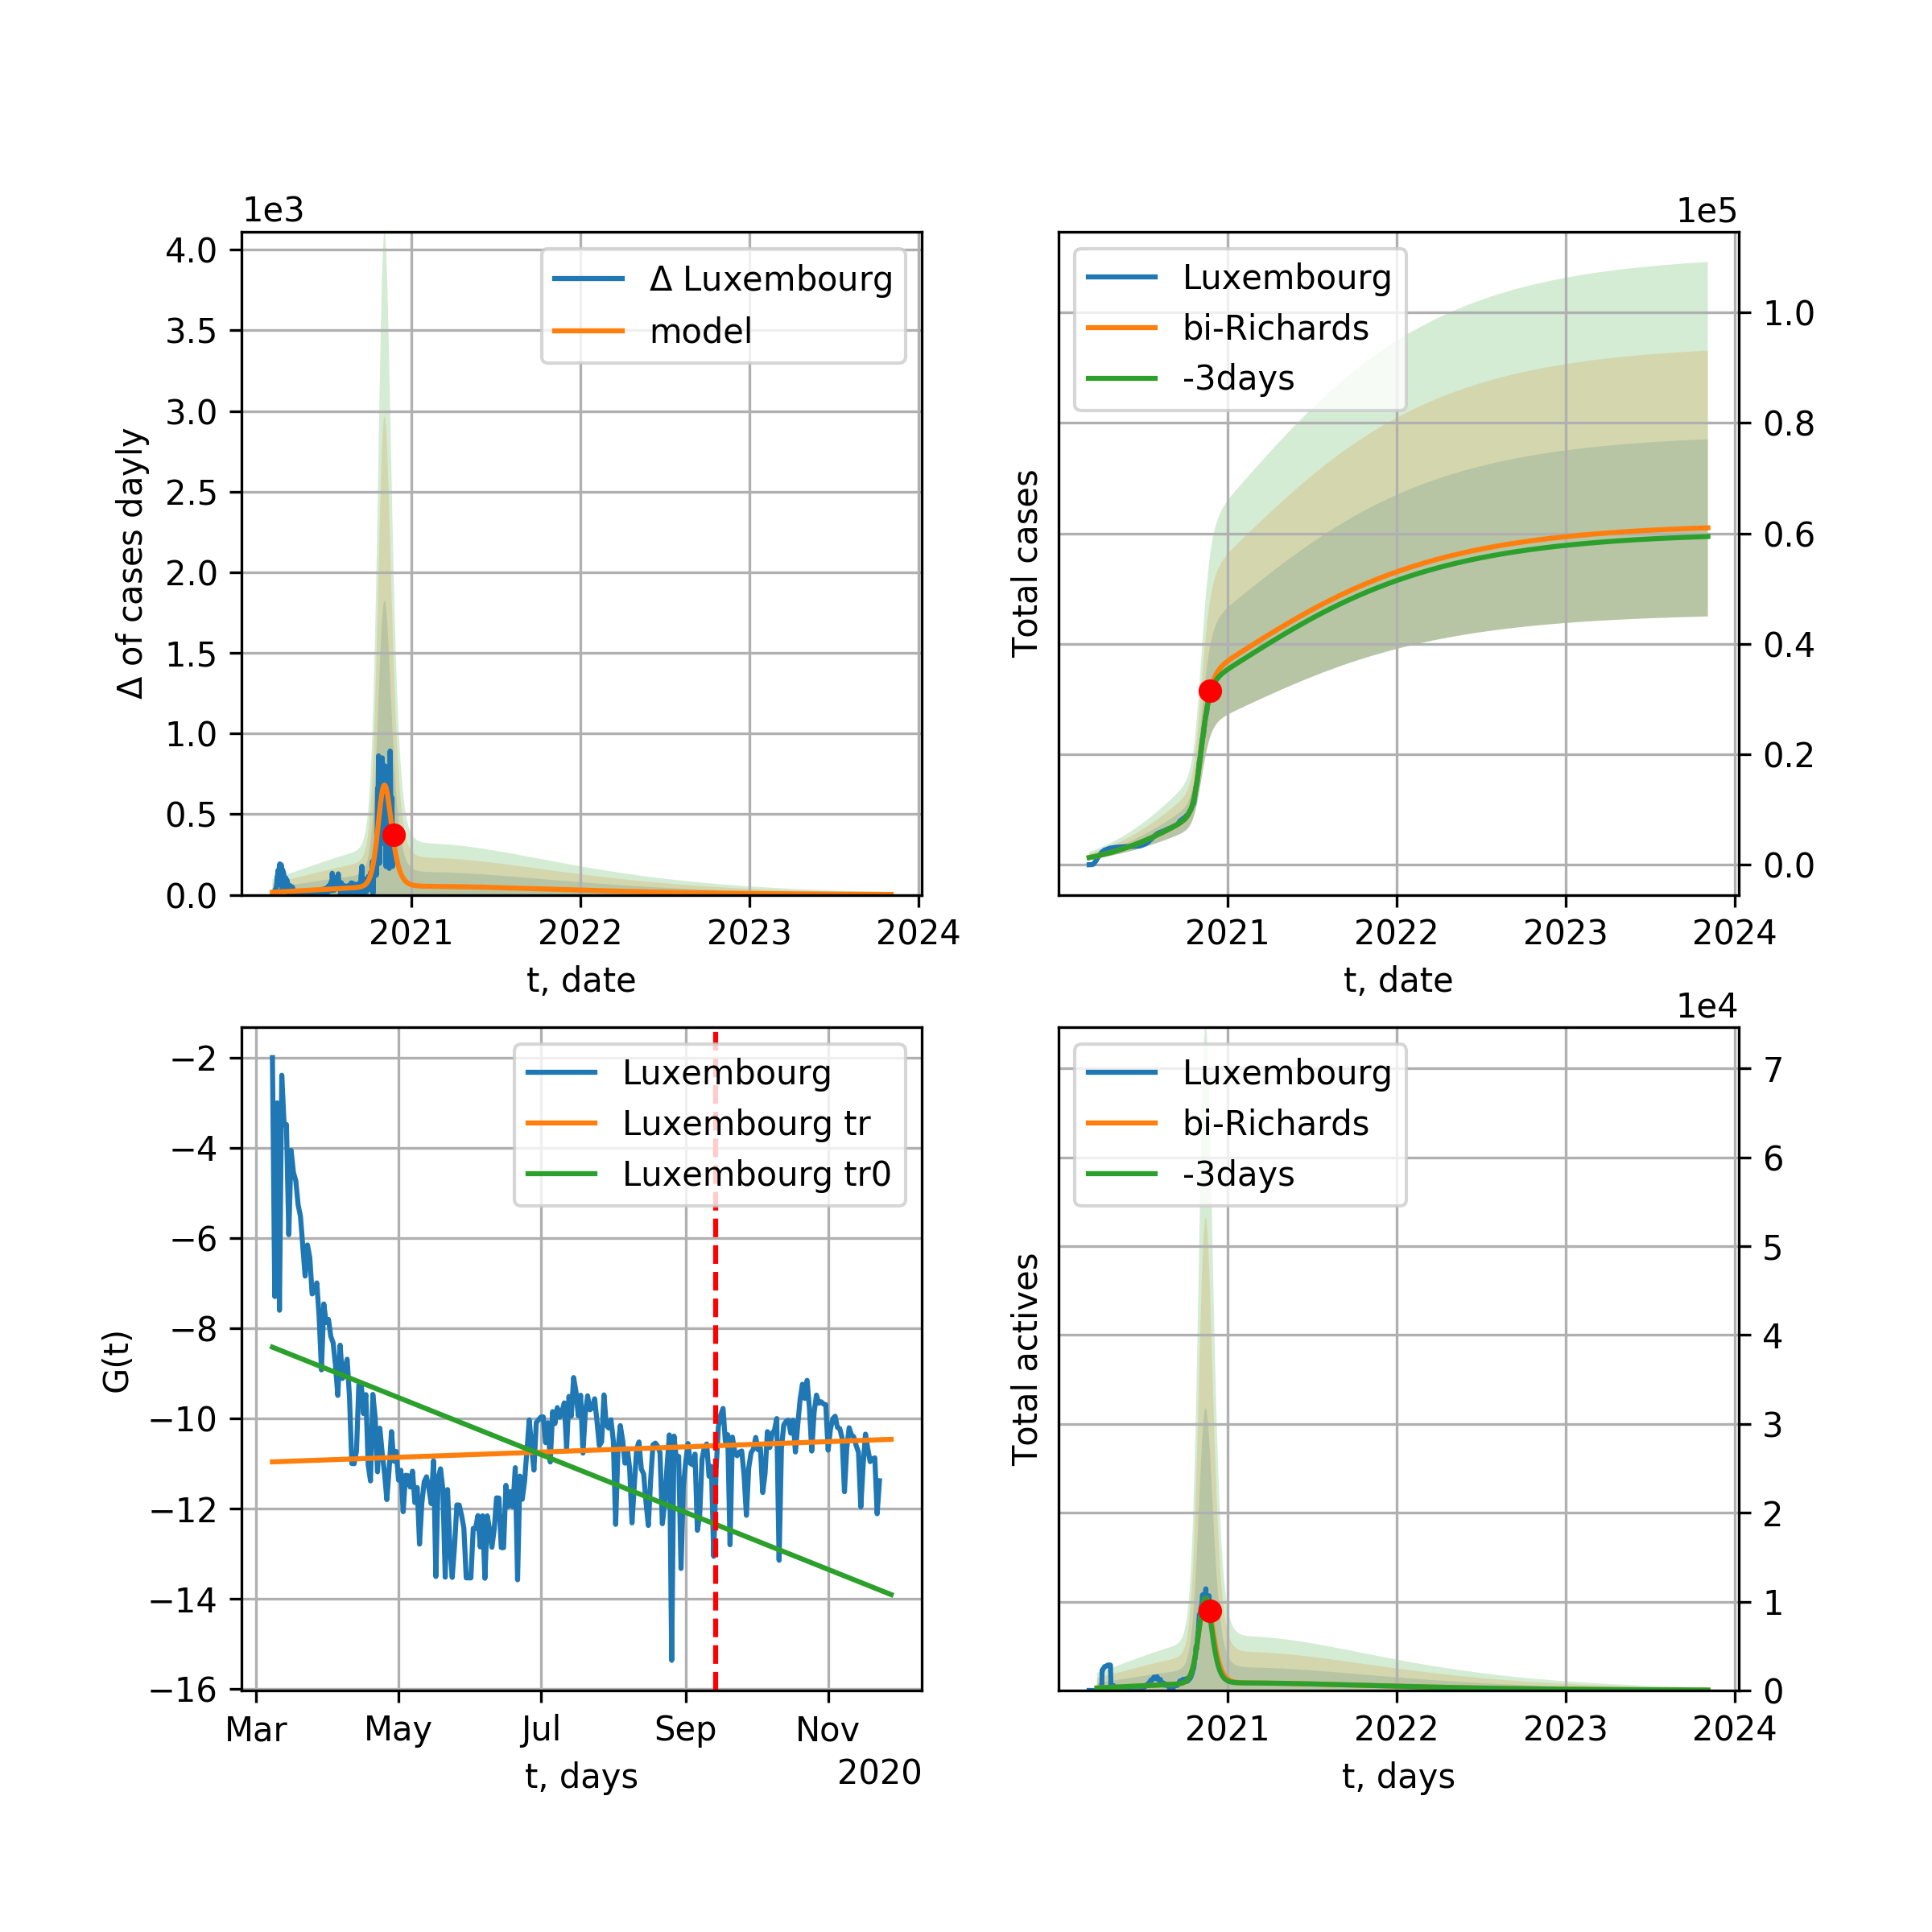 1e3
4.0
3.5
3.0
2.5
2.0
1.5
1.0
0.5
0.0
Δ of cases dayly
Δ Luxembourg
model
2021 2022 2023 2024
t, date
1e5
Luxembourg
bi-Richards
-3days
Total cases
1.0
0.8
0.6
0.4
0.2
0.0
2021 2022 2023 2024
t, date
−2
−4
−6
−8
−10
−12
−14
−16
G(t)
Luxembourg
Luxembourg tr
Luxembourg tr0
Mar May Jul Sep Nov
2020
t, days
1e4
Luxembourg
bi-Richards
-3days
Total actives
7
6
5
4
3
2
1
0
2021 2022 2023 2024
t, days